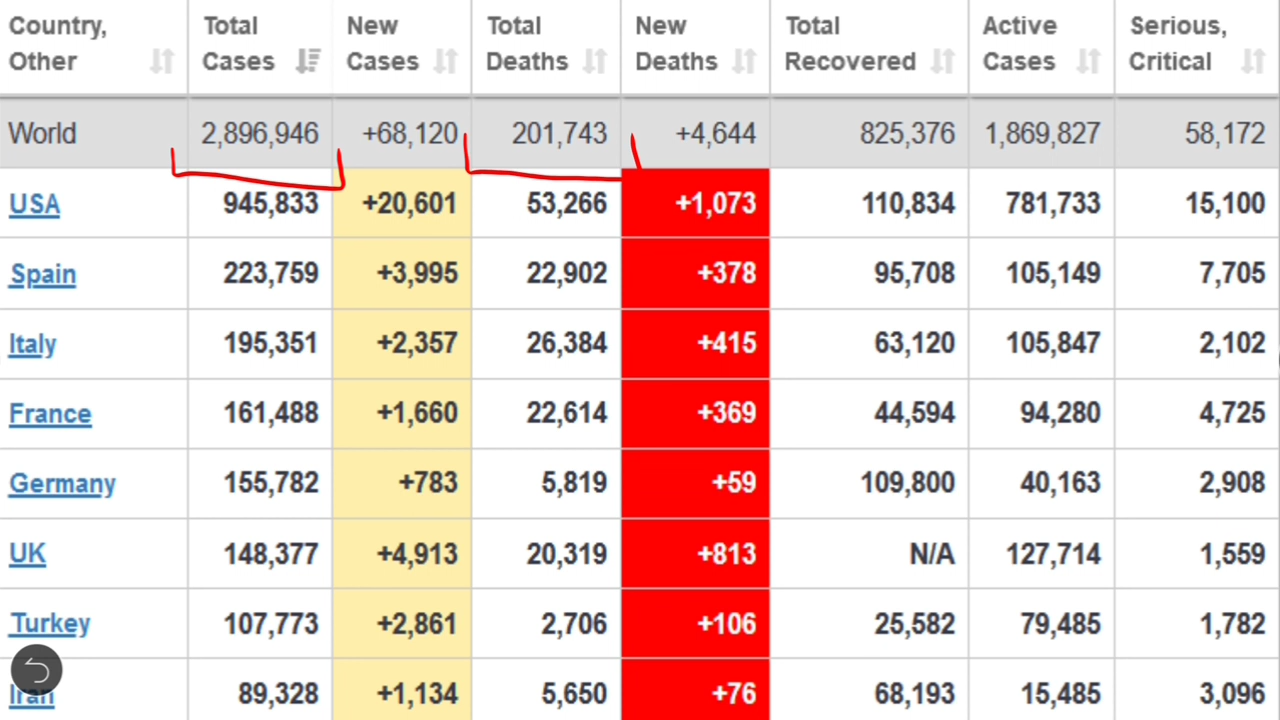 Country, Other Total Cases New Cases Total Deaths New Deaths Total Recovered Active Cases Serious, Critical
World 2,896,946 +68,120 201,743 +4,644 825,376 1,869,827 58,172
USA 945,833 +20,601 53,266 +1,073 110,834 781,733 15,100
Spain 223,759 +3,995 22,902 +378 95,708 105,149 7,705
Italy 195,351 +2,357 26,384 +415 63,120 105,847 2,102
France 161,488 +1,660 22,614 +369 44,594 94,280 4,725
Germany 155,782 +783 5,819 +59 109,800 40,163 2,908
UK 148,377 +4,913 20,319 +813 N/A 127,714 1,559
Turkey 107,773 +2,861 2,706 +106 25,582 79,485 1,782
Iran 89,328 +1,134 5,650 +76 68,193 15,485 3,096